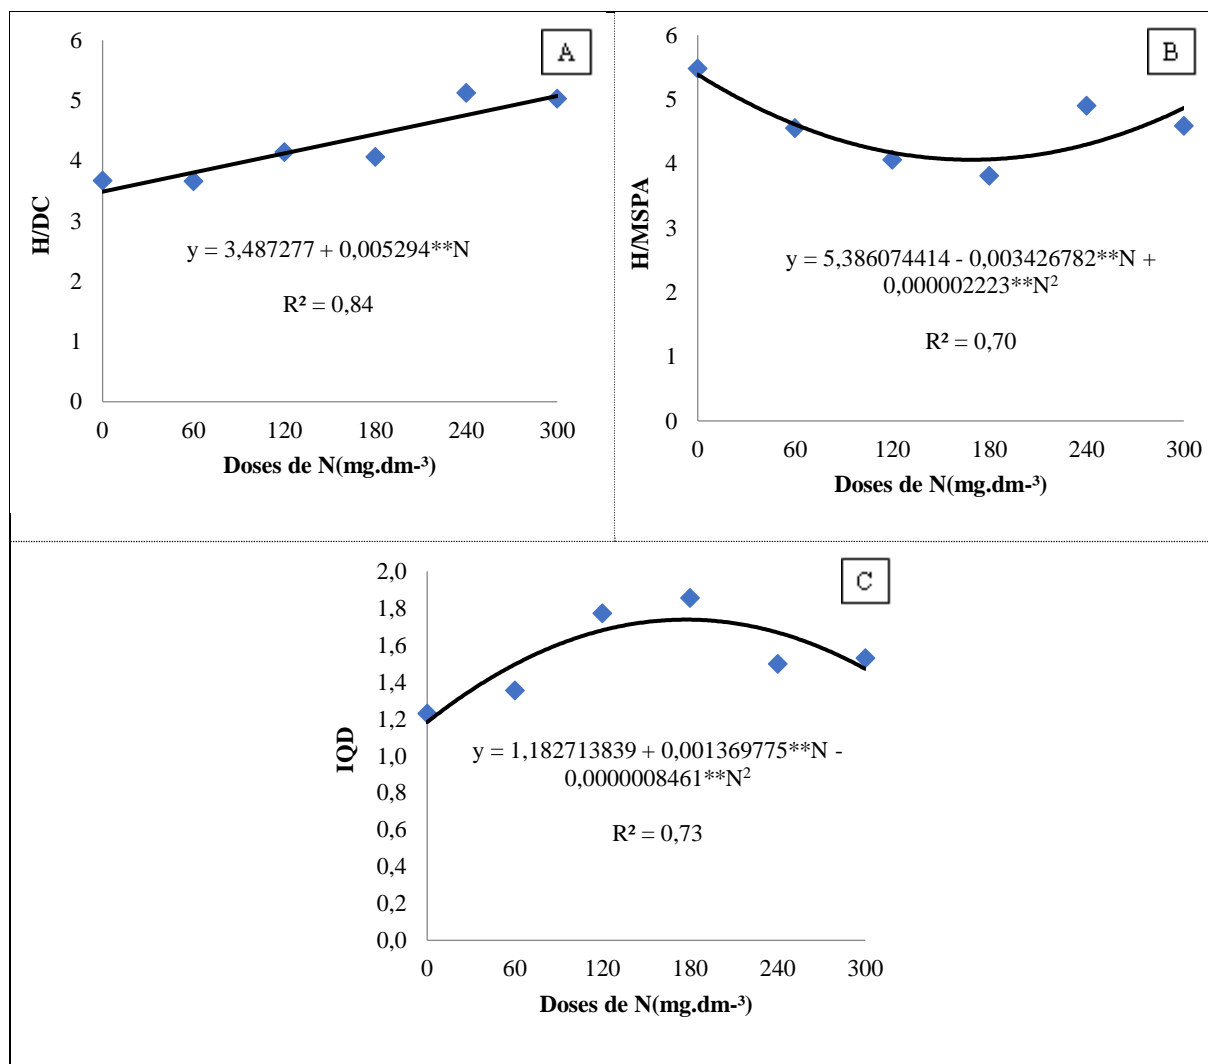 A
6
5
4
3
2
1
0
H/DC
y = 3,487277 + 0,005294**N
R² = 0,84
0 60 120 180 240 300
Doses de N(mg.dm-³)
B
6
5
4
3
2
1
0
H/MSPA
y = 5,386074414 - 0,003426782**N +
0,000002223**N²
R² = 0,70
0 60 120 180 240 300
Doses de N(mg.dm-³)
C
2,0
1,8
1,6
1,4
1,2
1,0
0,8
0,6
0,4
0,2
0,0
IQD
y = 1,182713839 + 0,001369775**N -
0,0000008461**N²
R² = 0,73
0 60 120 180 240 300
Doses de N(mg.dm-³)